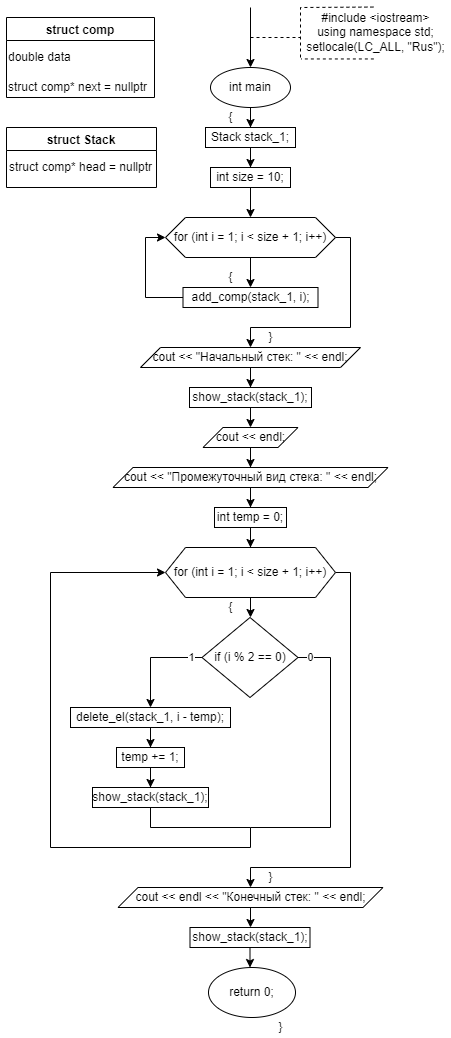 #include <iostream>
using namespace std;
setlocale(LC_ALL, "Rus");
struct comp
double data
struct comp* next = nullptr
struct Stack
struct comp* head = nullptr
int main
{
Stack stack_1;
int size = 10;
for (int i = 1; i < size + 1; i++)
{
add_comp(stack_1, i);
}
cout << "Начальный стек: " << endl;
show_stack(stack_1);
cout << endl;
cout << "Промежуточный вид стека: " << endl;
int temp = 0;
for (int i = 1; i < size + 1; i++)
{
if (i % 2 == 0)
1
0
delete_el(stack_1, i - temp);
temp += 1;
show_stack(stack_1);
}
cout << endl << "Конечный стек: " << endl;
show_stack(stack_1);
return 0;
}